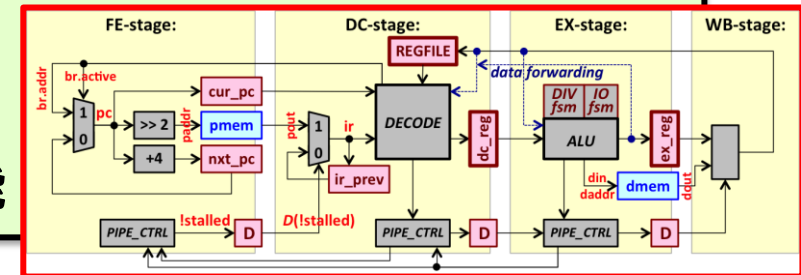 FE-stage:
DC-stage:
EX-stage:
WB-stage:
REGFILE
br.addr
br.active
data forwarding
pc
cur_pc
1
0
>> 2
paddr
pmem
pout
1
0
ir
DECODE
dc_reg
DIV fsm
IO fsm
ALU
ex_reg
+4
nxt_pc
ir_prev
din
daddr
dmem
dout
!stalled
D(!stalled)
PIPE_CTRL
D
PIPE_CTRL
D
PIPE_CTRL
D